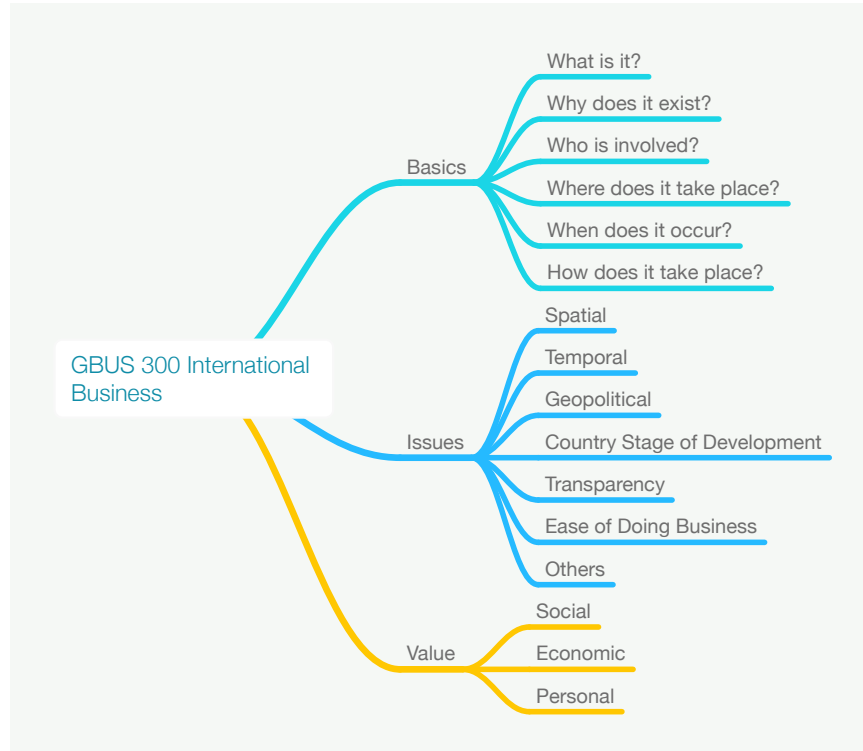 GBUS 300 International
Business
Basics
What is it?
Why does it exist?
Who is involved?
Where does it take place?
When does it occur?
How does it take place?
Issues
Spatial
Temporal
Geopolitical
Country Stage of Development
Transparency
Ease of Doing Business
Others
Value
Social
Economic
Personal